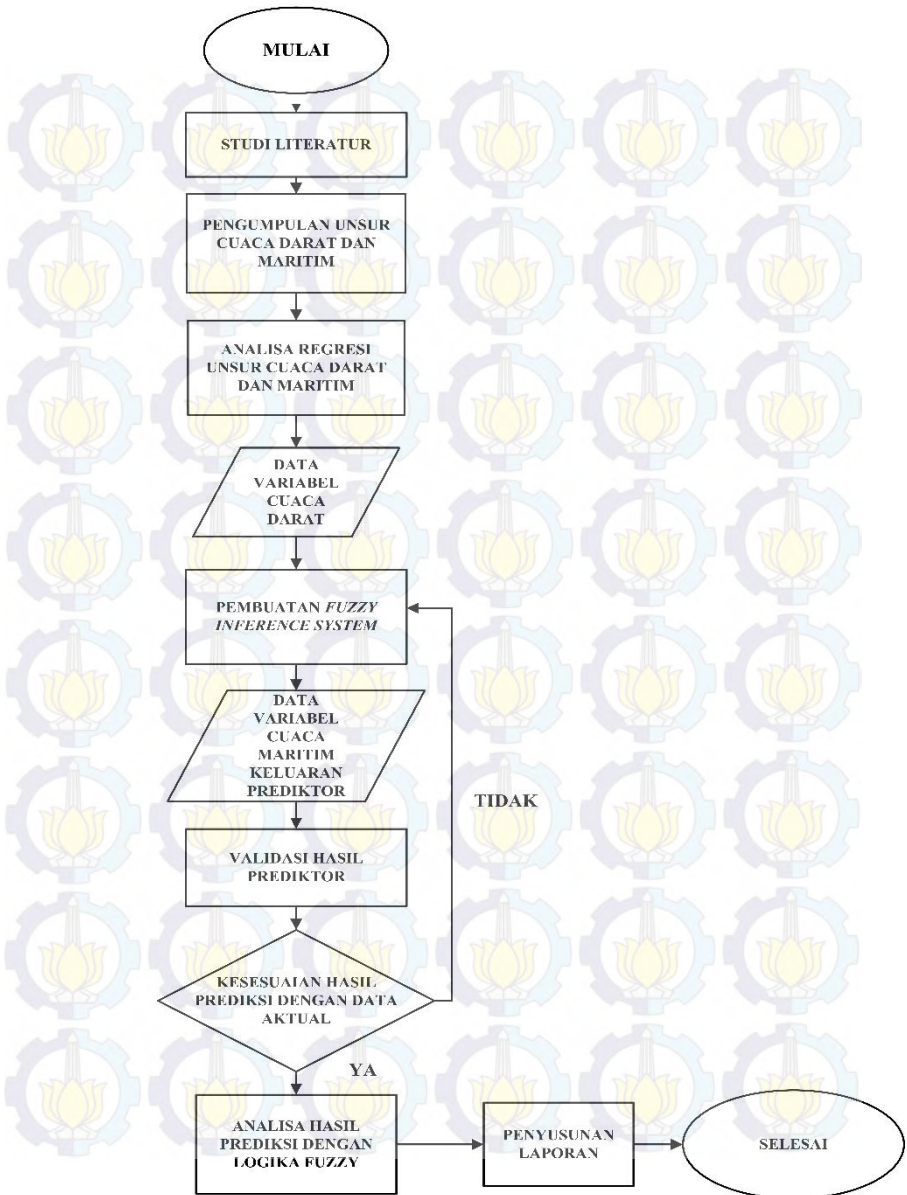 MULAI
STUDI LITERATUR
PENGUMPULAN UNSUR
CUACA DARAT DAN
MARITIM
ANALISA REGRESI
UNSUR CUACA DARAT
DAN MARITIM
DATA
VARIABEL
CUACA
DARAT
PEMBUATAN FUZZY
INFERENCE SYSTEM
DATA
VARIABEL
CUACA
MARITIM
KELUARAN
PREDIKTOR
TIDAK
VALIDASI HASIL
PREDIKTOR
KESESUAIAN HASIL
PREDIKSI DENGAN DATA
AKTUAL
YA
ANALISA HASIL
PREDIKSI DENGAN
LOGIKA FUZZY
PENYUSUNAN
LAPORAN
SELESAI